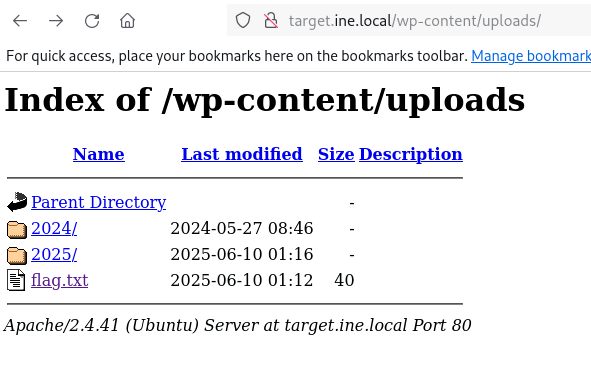 target.ine.local/wp-content/uploads/
For quick access, place your bookmarks here on the bookmarks toolbar. Manage bookmark
Index of /wp-content/uploads
Name Last modified Size Description
Parent Directory -
2024/ 2024-05-27 08:46 -
2025/ 2025-06-10 01:16 -
flag.txt 2025-06-10 01:12 40
Apache/2.4.41 (Ubuntu) Server at target.ine.local Port 80